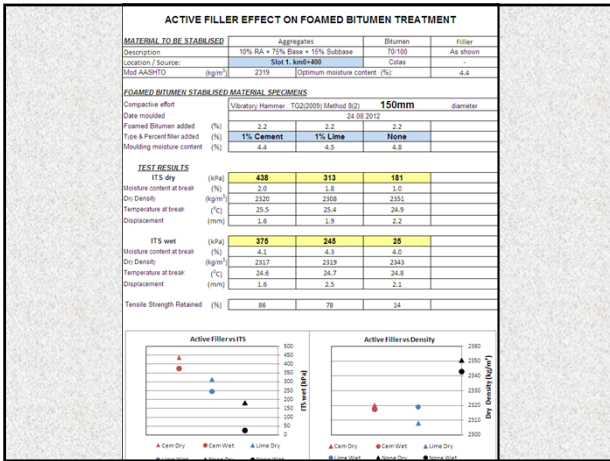 ACTIVE FILLER EFFECT ON FOAMED BITUMEN TREATMENT
MATERIAL TO BE STABILISED Aggregates Bitumen Filler
Description 10% RA + 75% Base + 15% Subbase 70/100 As shown
Location / Source: Slot 1. km0+400 Colas -
Mod AASHTO (kg/m³) 2319 Optimum moisture content (%): 4.4
FOAMED BITUMEN STABILISED MATERIAL SPECIMENS
Compactive effort Vibratory Hammer : TG2(2009) Method 8(2) 150mm diameter
Date moulded 24.08.2012
Foamed Bitumen added (%) 2.2 2.2 2.2
Type & Percent filler added (%) 1% Cement 1% Lime None
Moulding moisture content (%) 4.4 4.5 4.8
TEST RESULTS
ITS dry (kPa) 438 313 181
Moisture content at break (%) 2.0 1.8 1.0
Dry Density (kg/m³) 2320 2308 2351
Temperature at break (°C) 25.5 25.4 24.9
Displacement (mm) 1.6 1.9 2.2
ITS wet (kPa) 375 245 25
Moisture content at break (%) 4.1 4.3 4.0
Dry Density (kg/m³) 2317 2319 2343
Temperature at break (°C) 24.6 24.7 24.8
Displacement (mm) 1.6 2.5 2.1
Tensile Strength Retained (%) 86 78 14
Active Filler vs ITS
500
450
400
350
300
250
200
150
100
50
0
ITS wet (kPa)
Cem Dry Cem Wet Lime Dry
Lime Wet None Dry None Wet
Active Filler vs Density
2360
2350
2340
2330
2320
2310
2300
Dry Density (kg/m³)
Cem Dry Cem Wet Lime Dry
Lime Wet None Dry None Wet